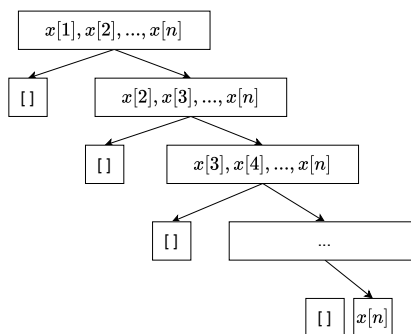 x[1], x[2], ..., x[n]
[ ]
x[2], x[3], ..., x[n]
[ ]
x[3], x[4], ..., x[n]
[ ]
...
[ ]
x[n]